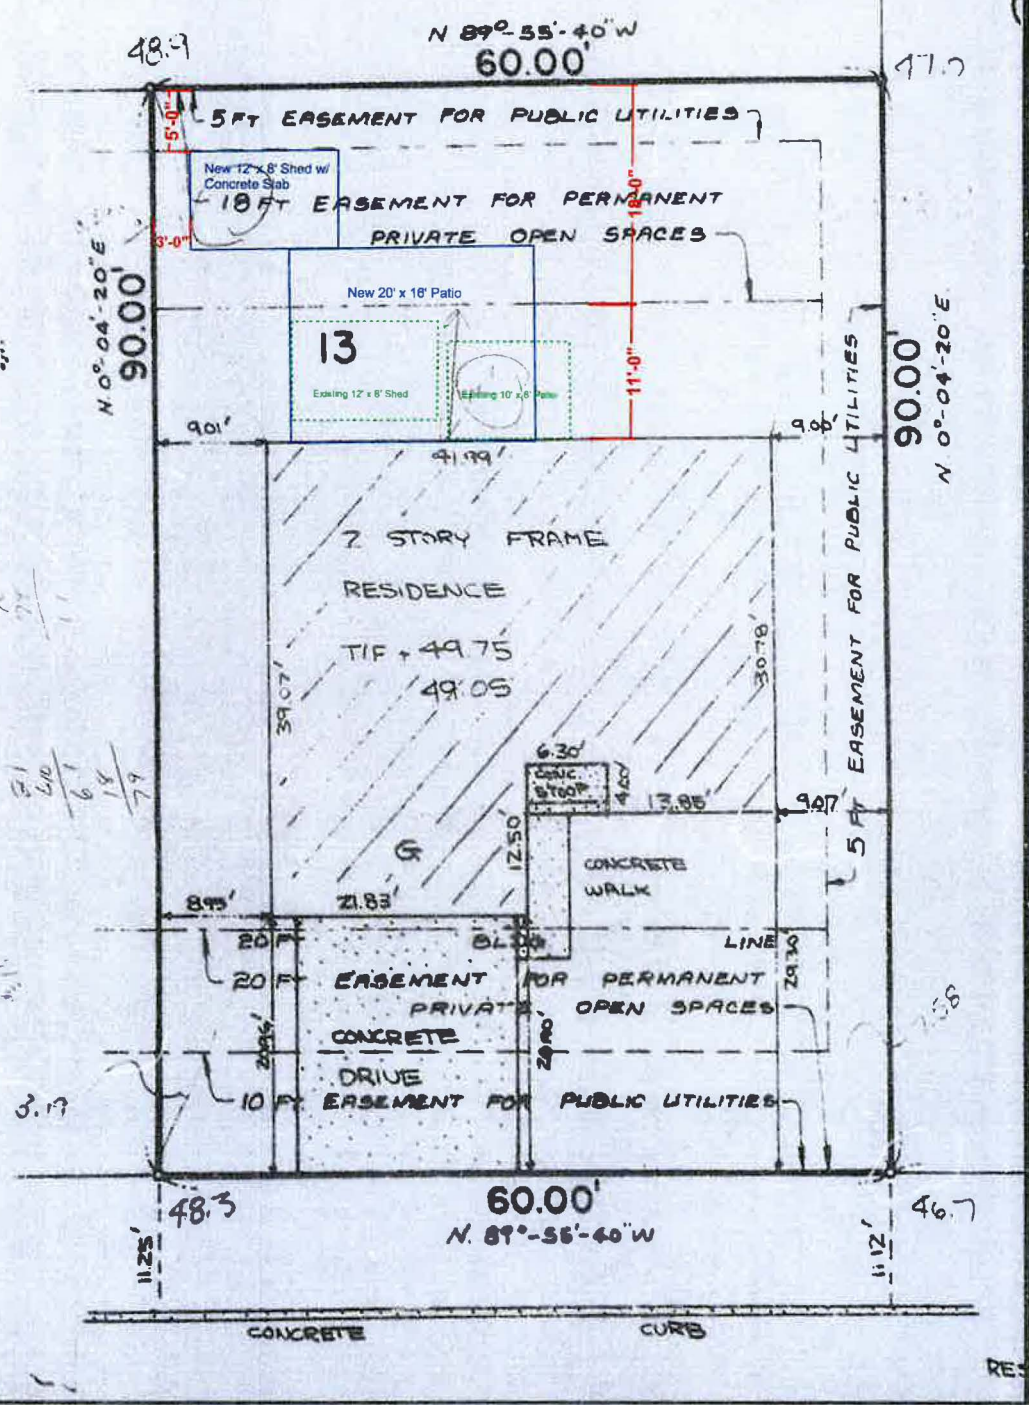 N 89°-55'-40"W
60.00'
48.9
5 FT EASEMENT FOR PUBLIC UTILITIES
5'-0"
New 12' x 8' Shed w/
Concrete Slab
18 FT EASEMENT FOR PERMANENT
PRIVATE OPEN SPACES
18'-0"
3'-0"
N.0°-04'-20"E
90.00'
New 20' x 16' Patio
13
Existing 12' x 8' Shed
Existing 10' x 8' Patio
11'-0"
90.00'
N. 0°-04'-20"E
5 FT EASEMENT FOR PUBLIC UTILITIES
9.01'
41.99'
9.00'
2 STORY FRAME
RESIDENCE
T/F + 49.75
49.05
39.07'
30.78'
6.30'
CONC.
STOOP
4.00'
13.85'
9.07'
12.50'
G
CONCRETE
WALK
8.95'
21.83'
20 FT BLDG LINE
20 FT EASEMENT FOR PERMANENT
PRIVATE OPEN SPACES
29.30'
CONCRETE
DRIVE
10 FT EASEMENT FOR PUBLIC UTILITIES
48.3
60.00'
N. 89°-55'-40"W
46.7
11.25'
11.12'
CONCRETE CURB